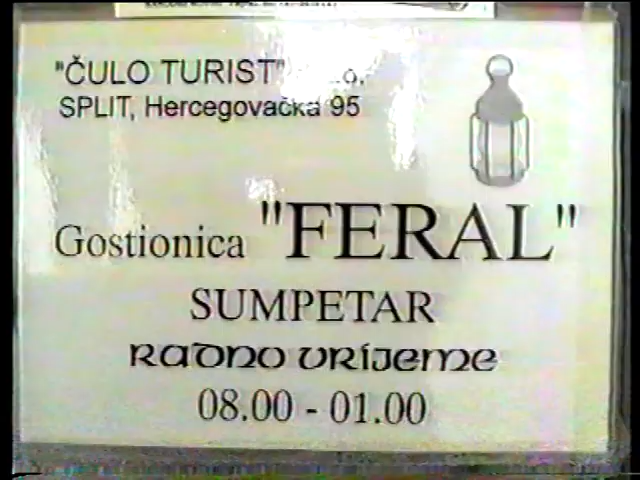 "ČULO TURIST"
SPLIT, Hercegovačka 95
Gostionica "FERAL"
SUMPETAR
Radno vrijeme
08.00 - 01.00